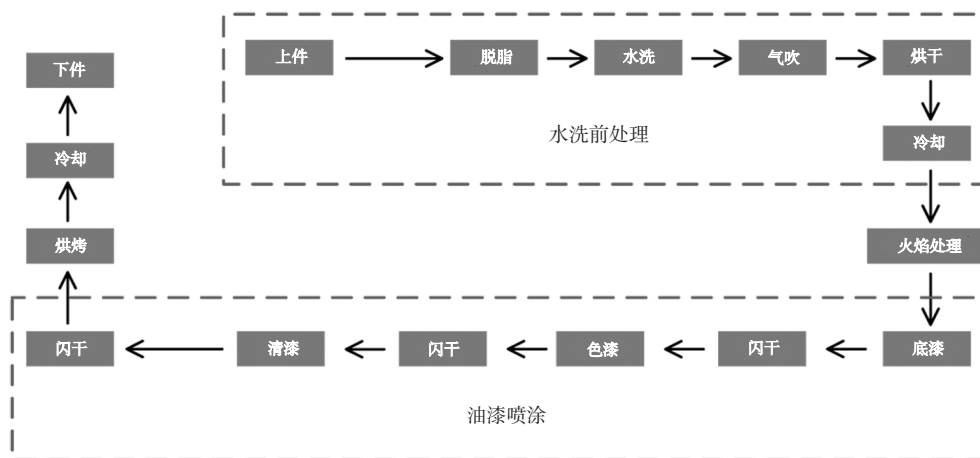 上件
脱脂
水洗
气吹
烘干
冷却
水洗前处理
火焰处理
底漆
闪干
色漆
闪干
清漆
闪干
油漆喷涂
烘烤
冷却
下件